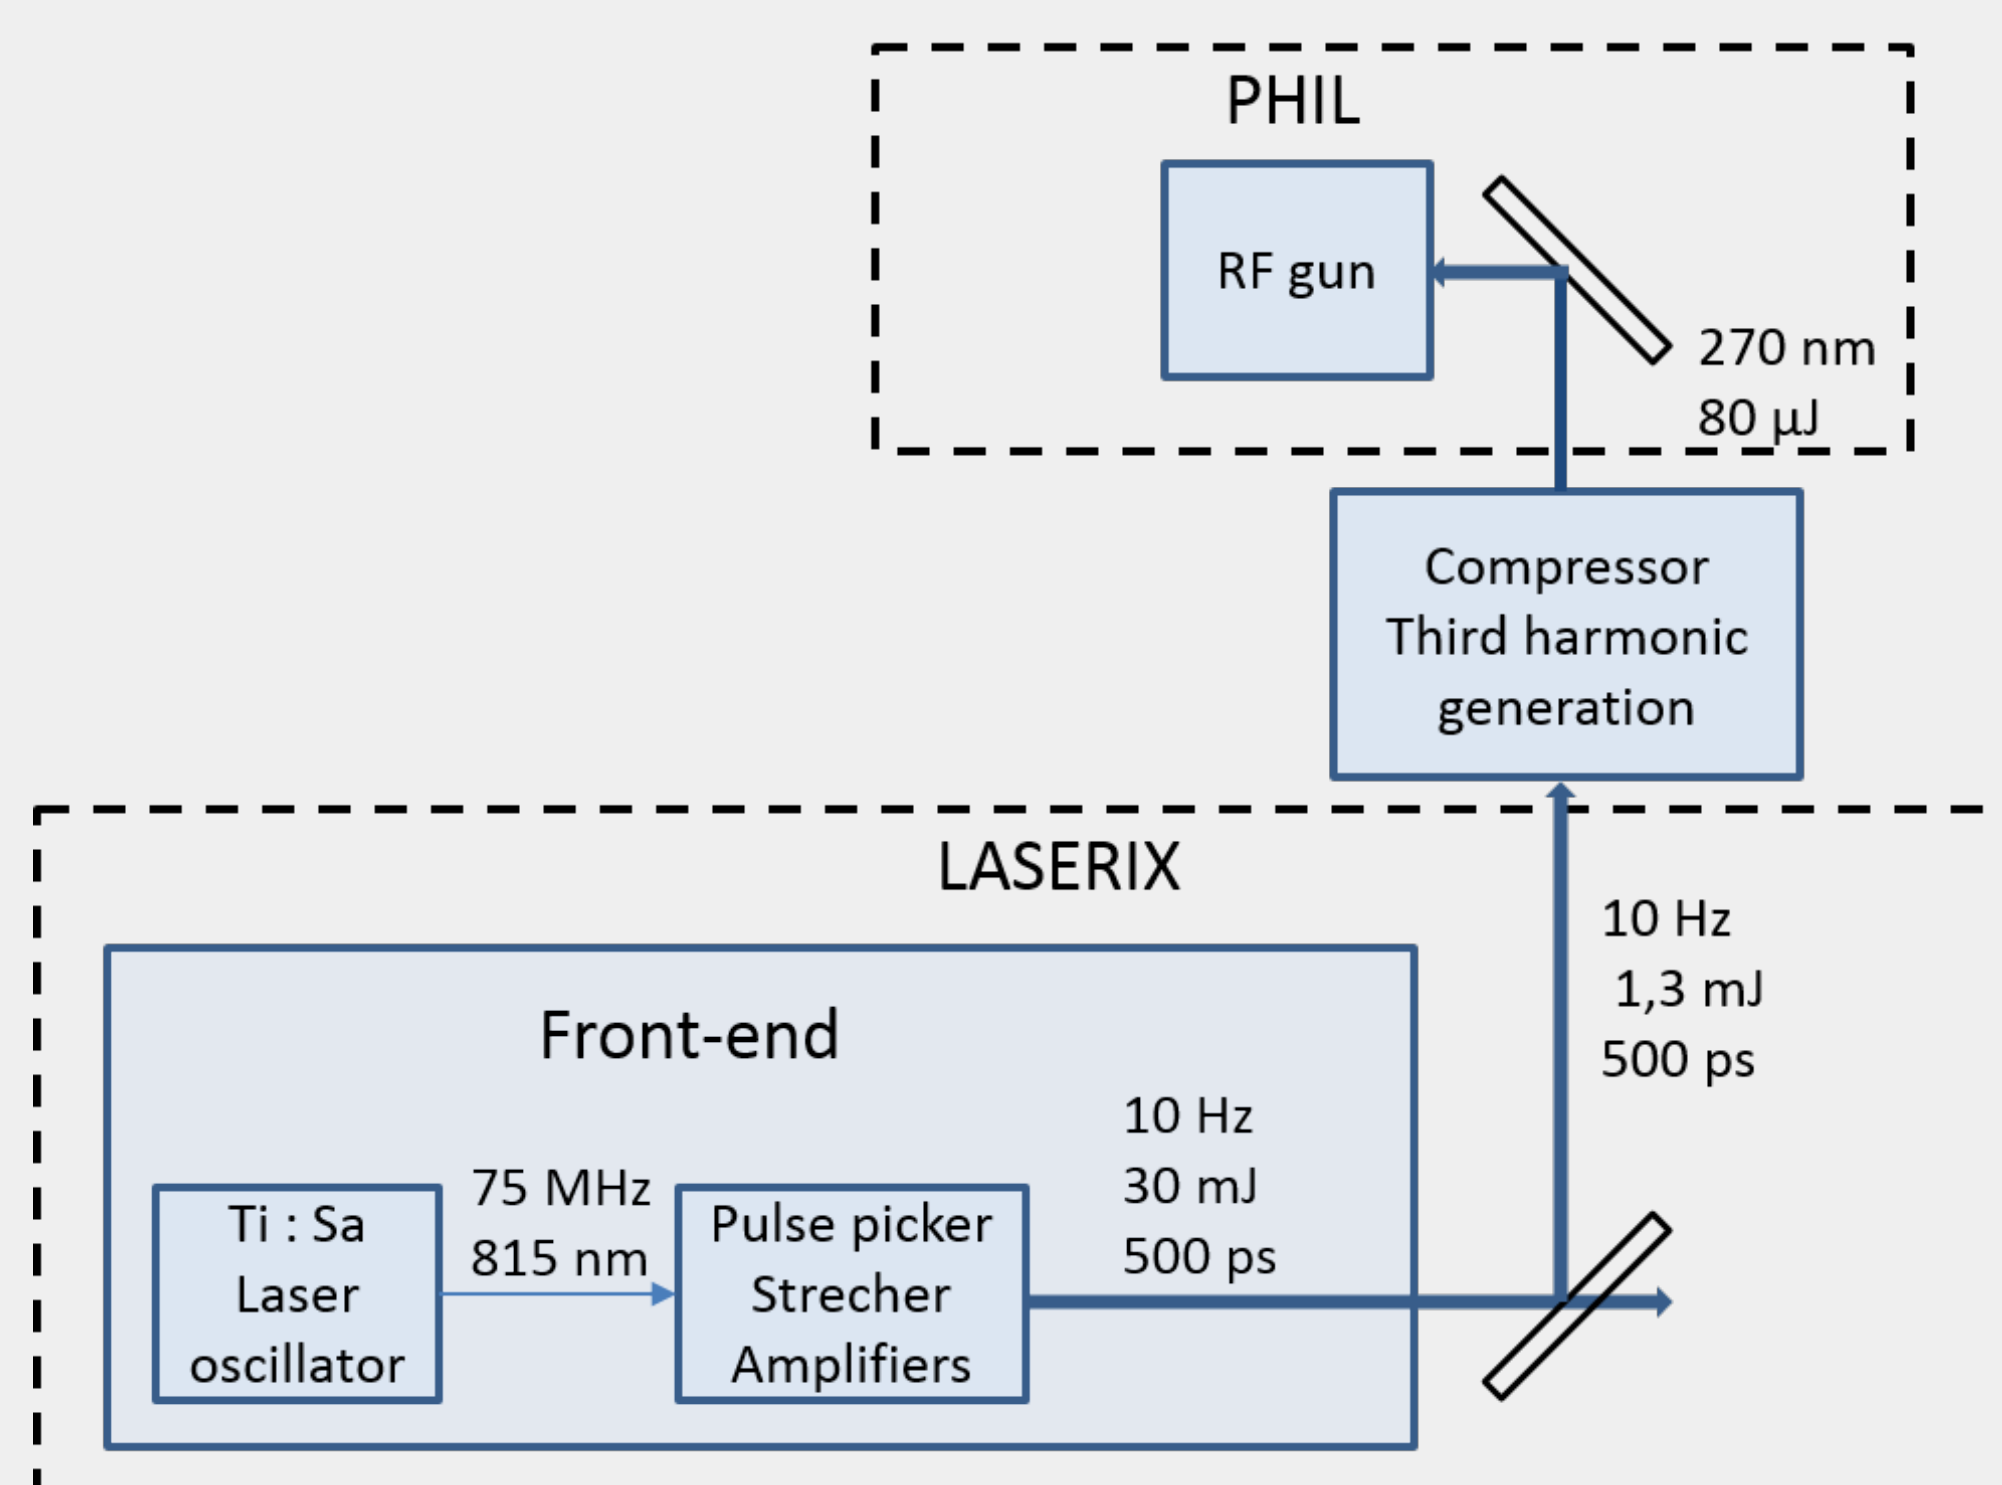 PHIL
RF gun
270 nm
80 µJ
Compressor
Third harmonic
generation
LASERIX
10 Hz
1,3 mJ
500 ps
Front-end
10 Hz
30 mJ
500 ps
75 MHz
815 nm
Ti : Sa
Laser
oscillator
Pulse picker
Strecher
Amplifiers